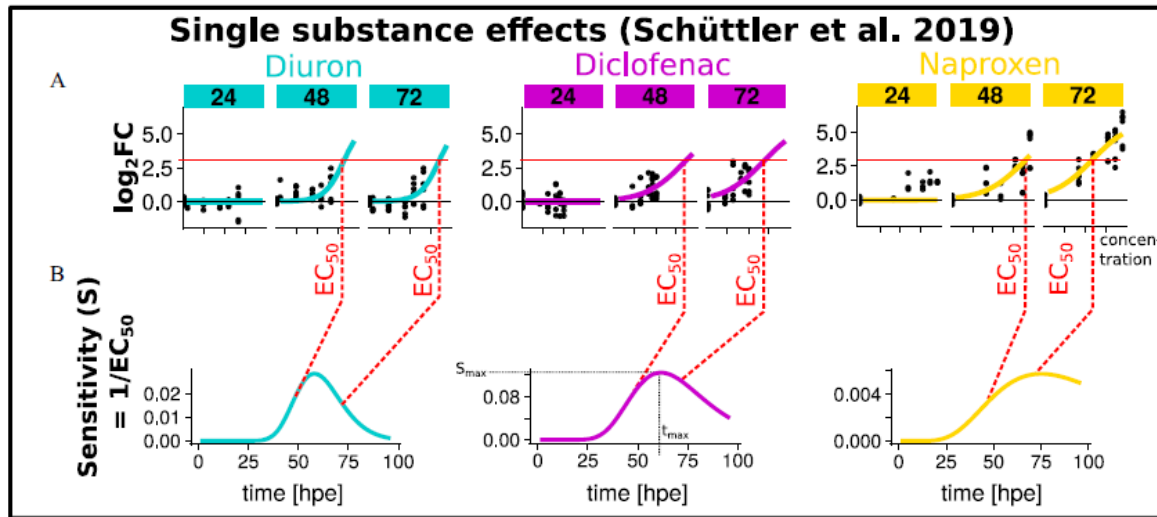 Single substance effects (Schüttler et al. 2019)
A
Diuron Diclofenac Naproxen
24 48 72 24 48 72 24 48 72
log₂FC
5.0 5.0 5.0
2.5 2.5 2.5
0.0 0.0 0.0
concen-
tration
EC₅₀ EC₅₀ EC₅₀ EC₅₀ EC₅₀ EC₅₀
B
Sensitivity (S)
= 1/EC₅₀
Smax
tmax
0.02 0.08 0.004
0.01
0.00 0.00 0.000
0 50 75 100 0 25 50 75 100 0 25 50 75 100
time [hpe] time [hpe] time [hpe]